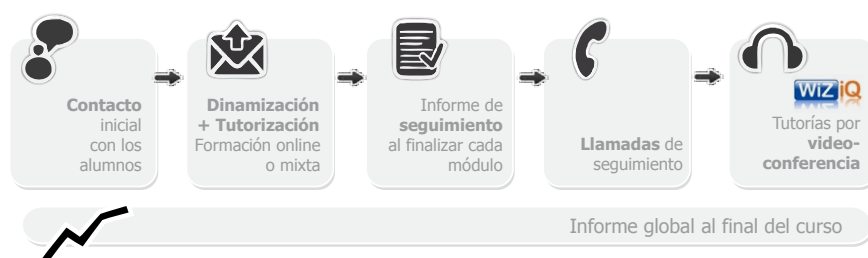 Contacto
inicial
con los
alumnos
Dinamización
+ Tutorización
Formación online
o mixta
Informe de
seguimiento
al finalizar cada
módulo
Llamadas de
seguimiento
WiZiQ
Tutorías por
video-
conferencia
Informe global al final del curso